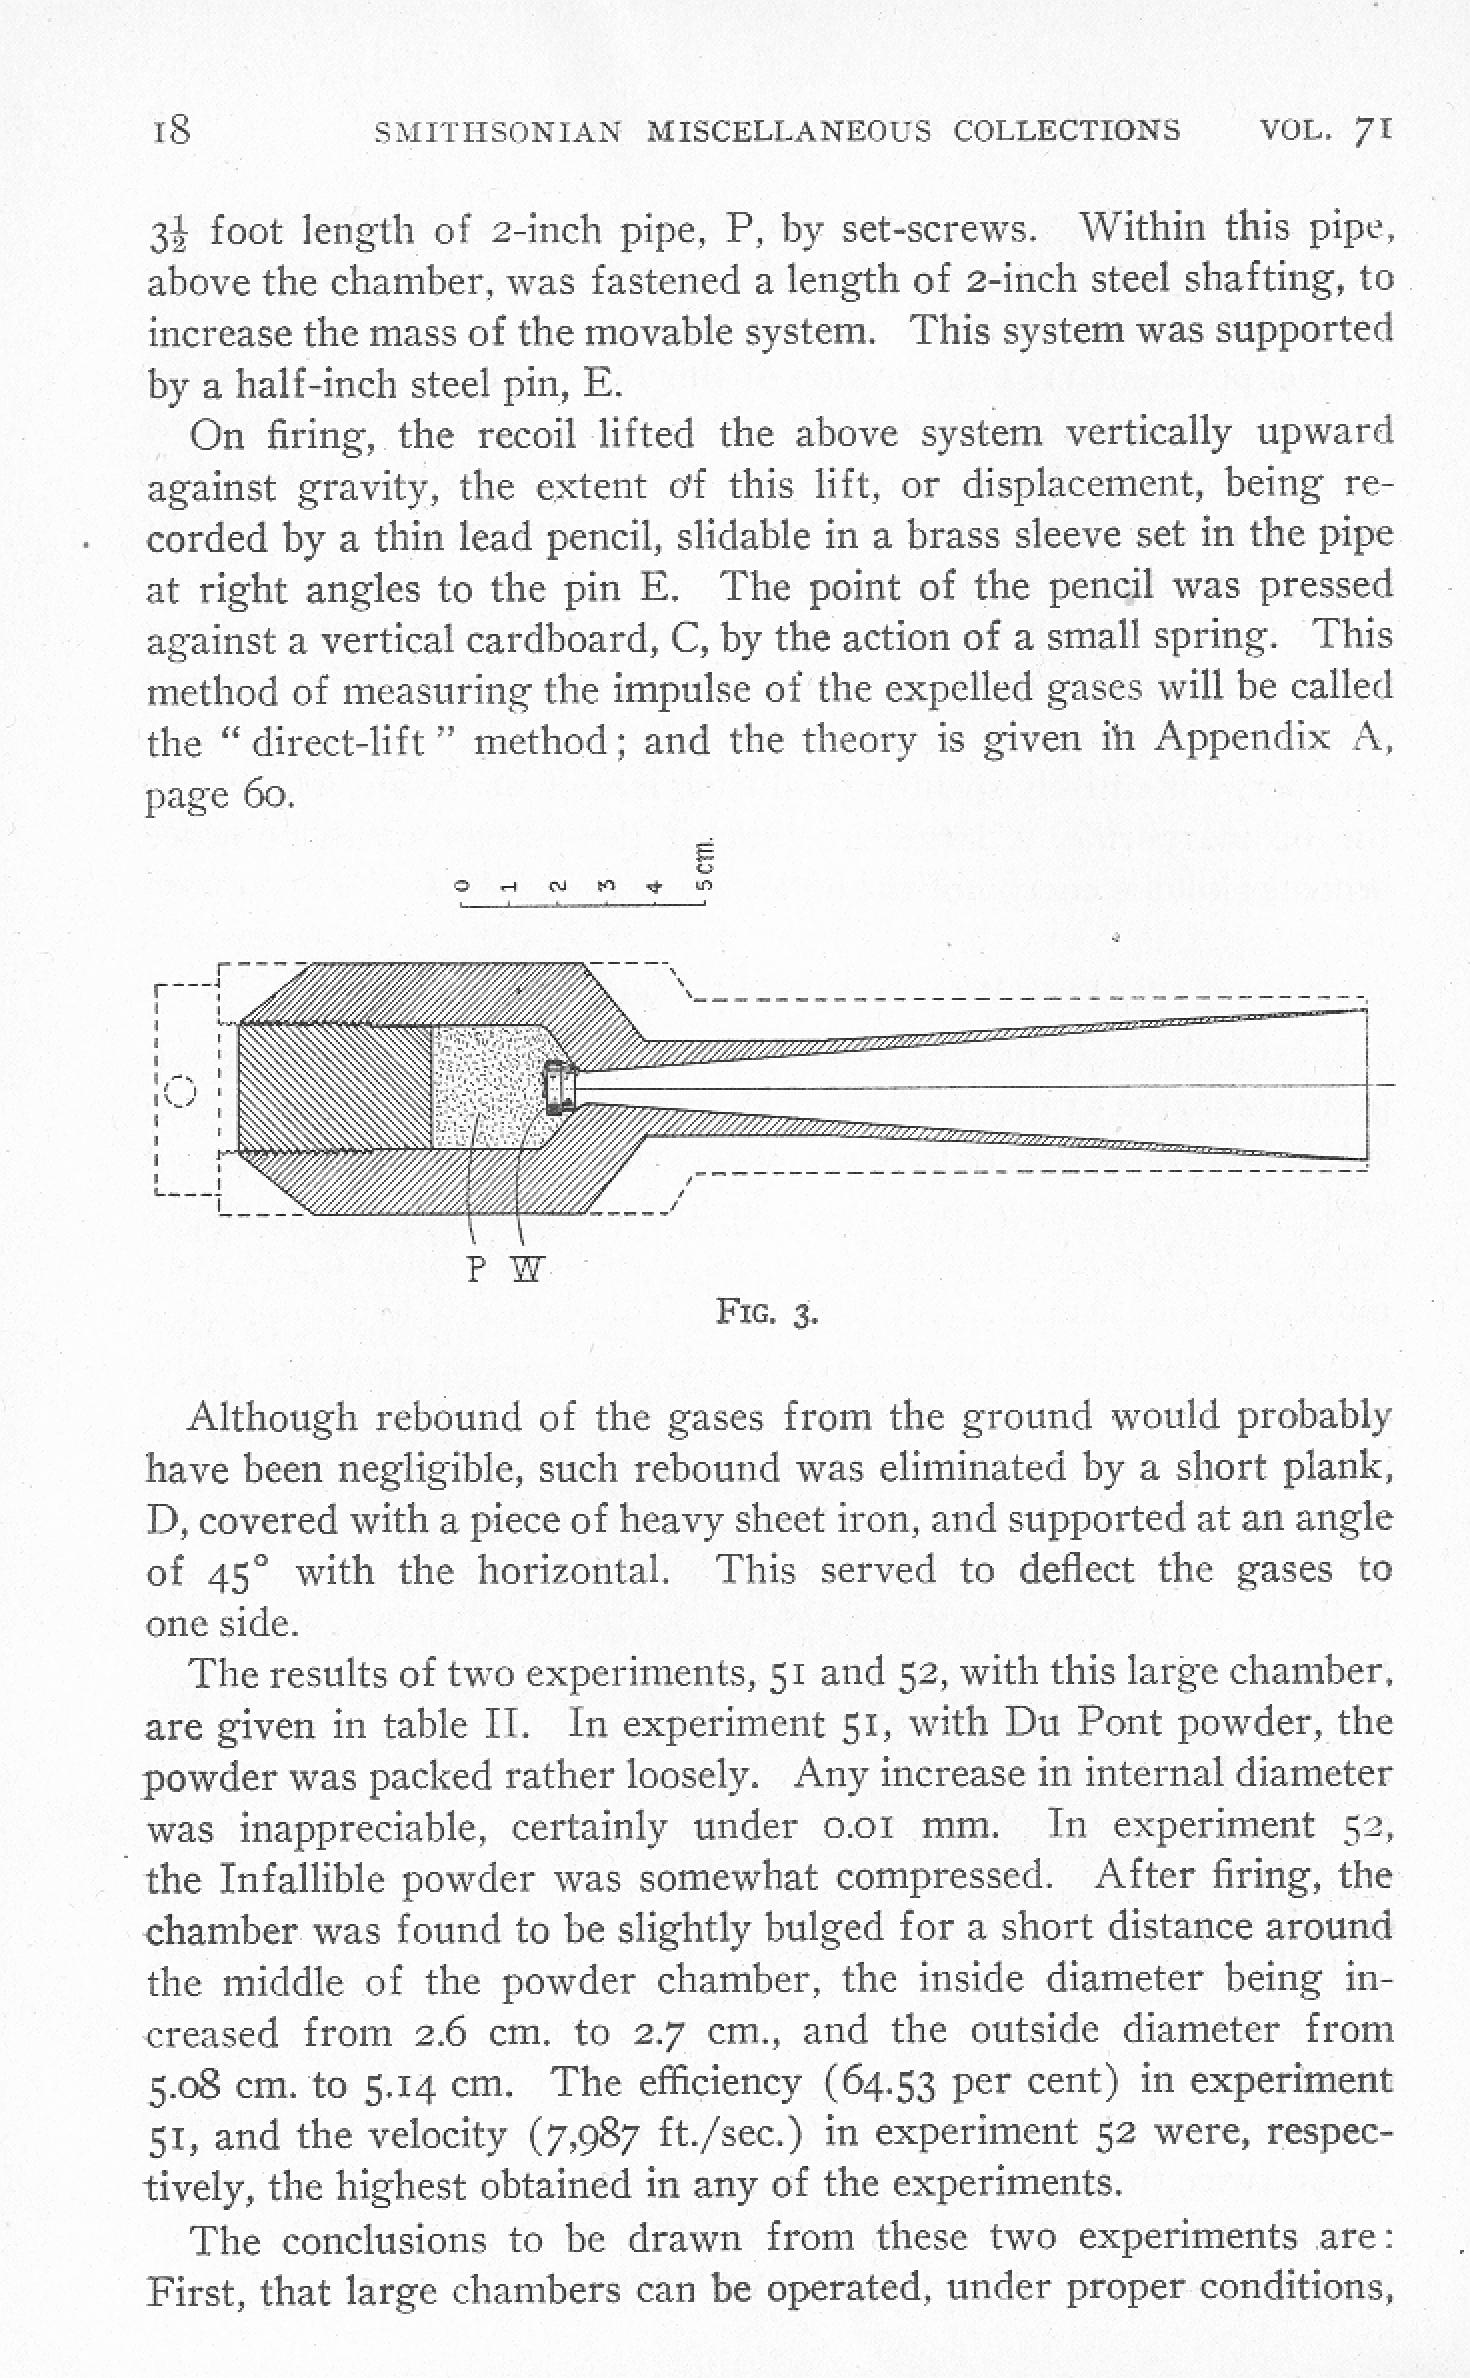 18 SMITHSONIAN MISCELLANEOUS COLLECTIONS VOL. 71
3½ foot length of 2-inch pipe, P, by set-screws. Within this pipe,
above the chamber, was fastened a length of 2-inch steel shafting, to
increase the mass of the movable system. This system was supported
by a half-inch steel pin, E.
On firing, the recoil lifted the above system vertically upward
against gravity, the extent of this lift, or displacement, being re-
corded by a thin lead pencil, slidable in a brass sleeve set in the pipe
at right angles to the pin E. The point of the pencil was pressed
against a vertical cardboard, C, by the action of a small spring. This
method of measuring the impulse of the expelled gases will be called
the “ direct-lift ” method; and the theory is given in Appendix A,
page 60.
0 1 2 3 4 5 cm.
P W
FIG. 3.
Although rebound of the gases from the ground would probably
have been negligible, such rebound was eliminated by a short plank,
D, covered with a piece of heavy sheet iron, and supported at an angle
of 45° with the horizontal. This served to deflect the gases to
one side.
The results of two experiments, 51 and 52, with this large chamber,
are given in table II. In experiment 51, with Du Pont powder, the
powder was packed rather loosely. Any increase in internal diameter
was inappreciable, certainly under 0.01 mm. In experiment 52,
the Infallible powder was somewhat compressed. After firing, the
chamber was found to be slightly bulged for a short distance around
the middle of the powder chamber, the inside diameter being in-
creased from 2.6 cm. to 2.7 cm., and the outside diameter from
5.08 cm. to 5.14 cm. The efficiency (64.53 per cent) in experiment
51, and the velocity (7,987 ft./sec.) in experiment 52 were, respec-
tively, the highest obtained in any of the experiments.
The conclusions to be drawn from these two experiments are:
First, that large chambers can be operated, under proper conditions,